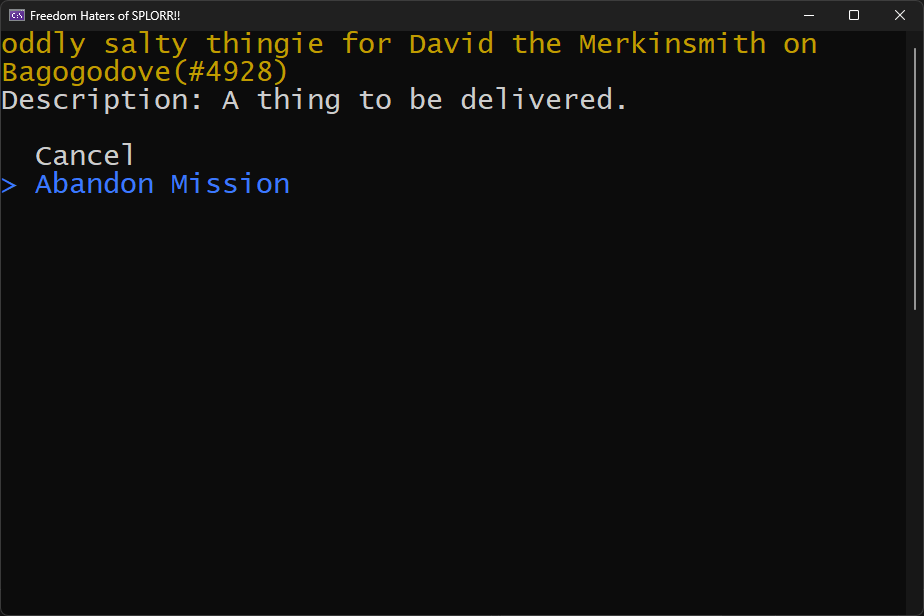 Freedom Haters of SPLORR!!
oddly salty thingie for David the Merkinsmith on
Bagogodove(#4928)
Description: A thing to be delivered.
Cancel
> Abandon Mission